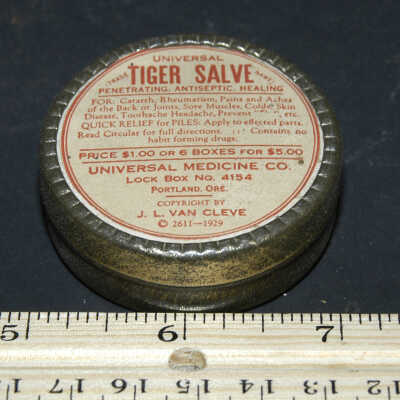 UNIVERSAL
TRADE TIGER SALVE MARK
PENETRATING, ANTISEPTIC, HEALING
FOR: Catarrh, Rheumatism, Pains and Aches
of the Back or Joints, Sore Muscles, Colds, Skin
Disease, Toothache Headache, Prevent etc.
QUICK RELIEF for PILES. Apply to effected parts.
Read Circular for full directions. Contains no
habit forming drugs.
PRICE $1.00 OR 6 BOXES FOR $5.00
UNIVERSAL MEDICINE CO.
LOCK BOX NO. 4154
PORTLAND, ORE.
COPYRIGHT BY
J. L. VAN CLEVE
© 2611—1929
5 6 7
17 16 15 14 13 12 11 10